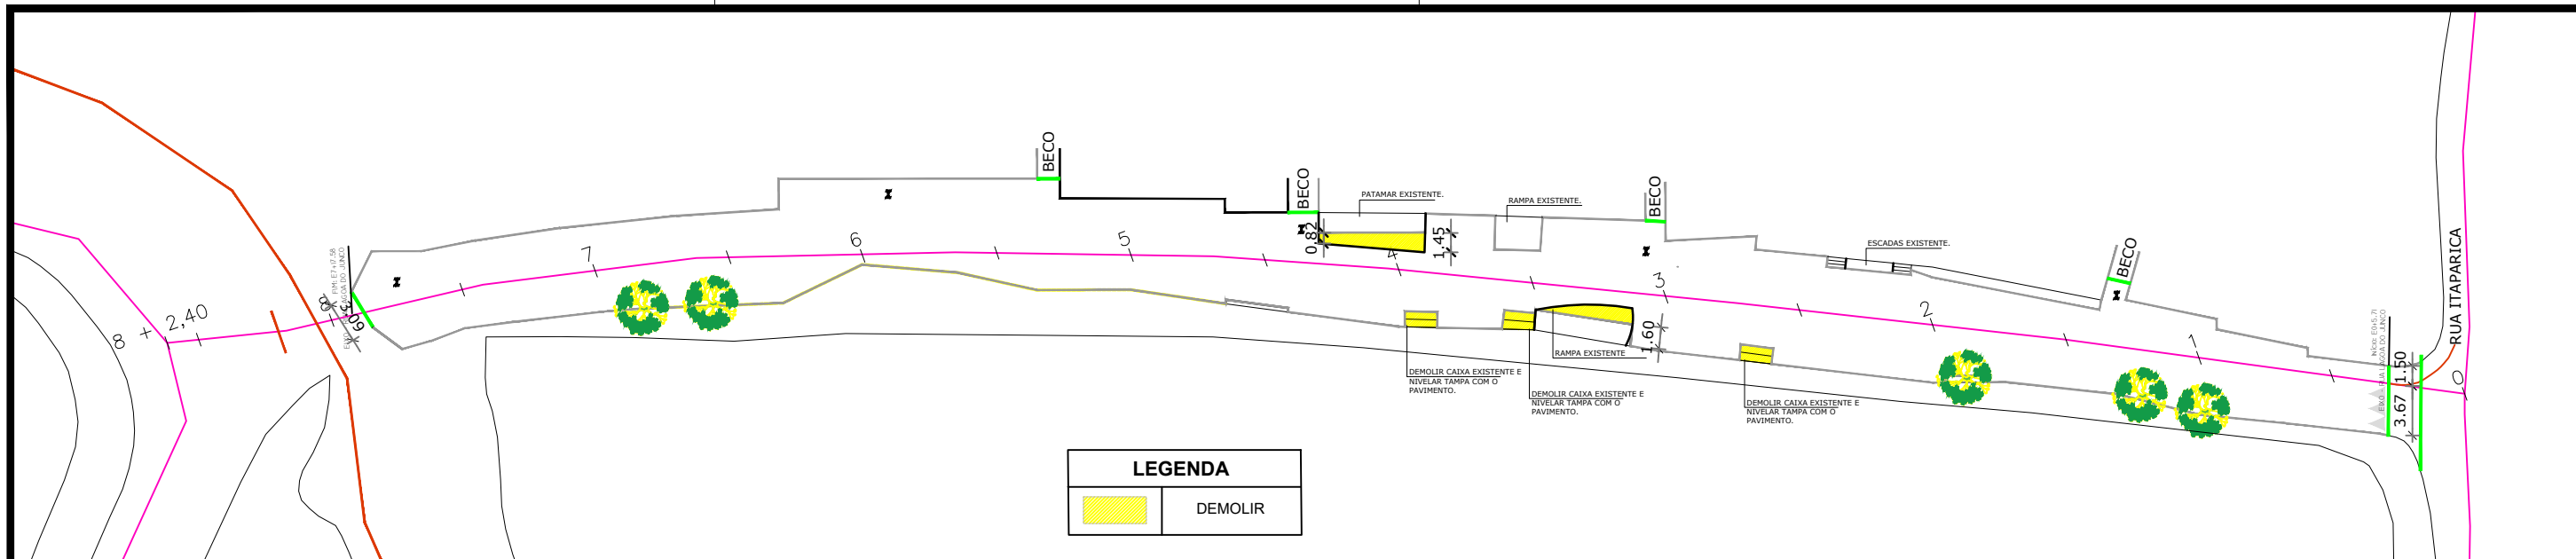 BECO
BECO
PATAMAR EXISTENTE.
RAMPA EXISTENTE.
BECO
ESCADAS EXISTENTE.
BECO
RUA ITAPARICA
7
6
5
4
3
2
1
0
8
8 + 2,40
0.82
1.45
1.60
1.50
3.67
RAMPA EXISTENTE
DEMOLIR CAIXA EXISTENTE E
NIVELAR TAMPA COM O
PAVIMENTO.
DEMOLIR CAIXA EXISTENTE E
NIVELAR TAMPA COM O
PAVIMENTO.
DEMOLIR CAIXA EXISTENTE E
NIVELAR TAMPA COM O
PAVIMENTO.
LEGENDA
DEMOLIR